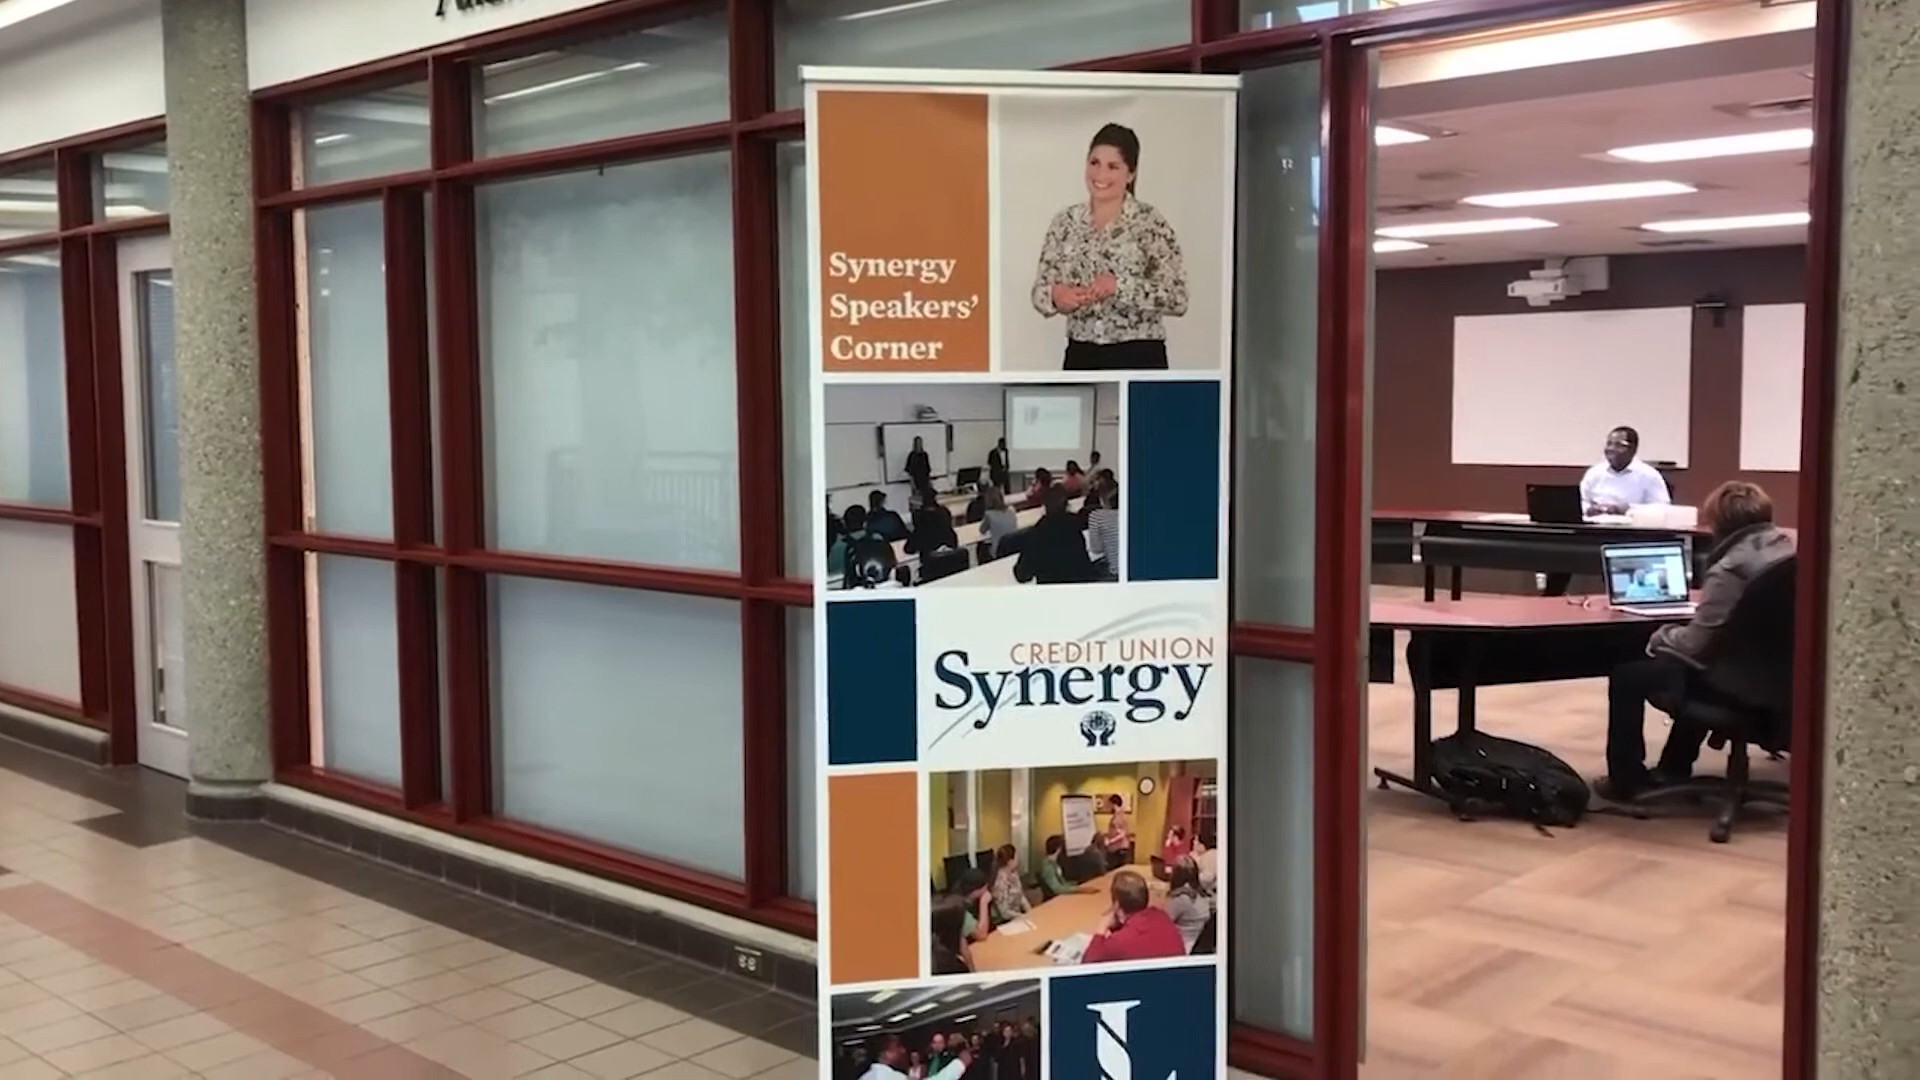 Synergy
Speakers’
Corner
CREDIT UNION
Synergy